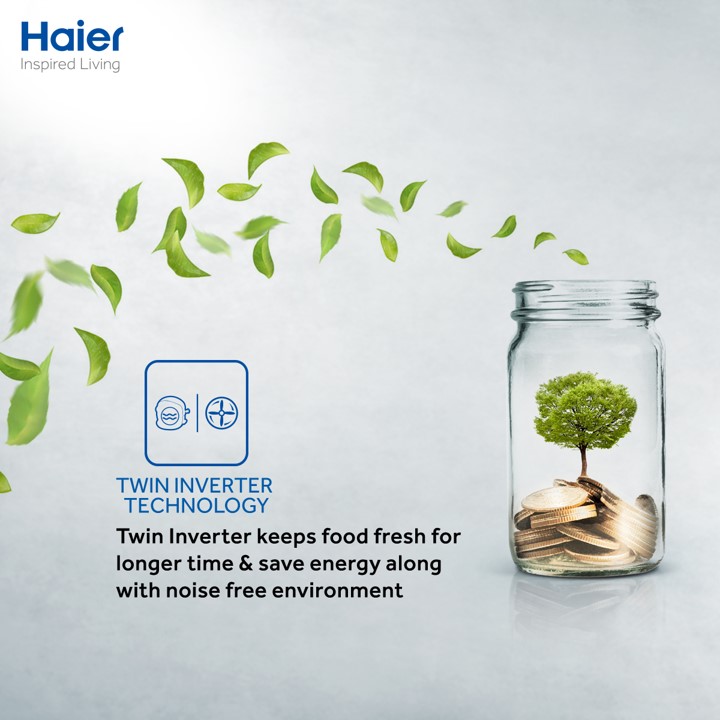 Haier
Inspired Living
TWIN INVERTER
TECHNOLOGY
Twin Inverter keeps food fresh for
longer time & save energy along
with noise free environment